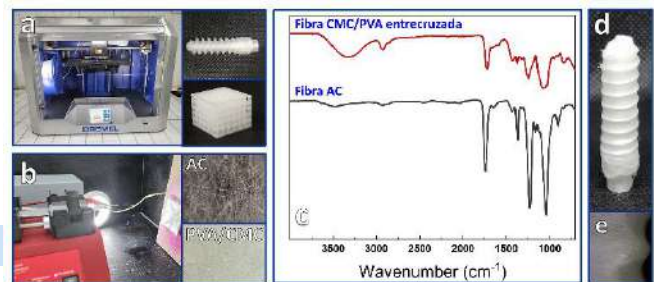 a
DREMEL
b
AC
PVA/CMC
Fibra CMC/PVA entrecruzada
Fibra AC
C
3500 3000 2500 2000 1500 1000
Wavenumber (cm⁻¹)
d
e